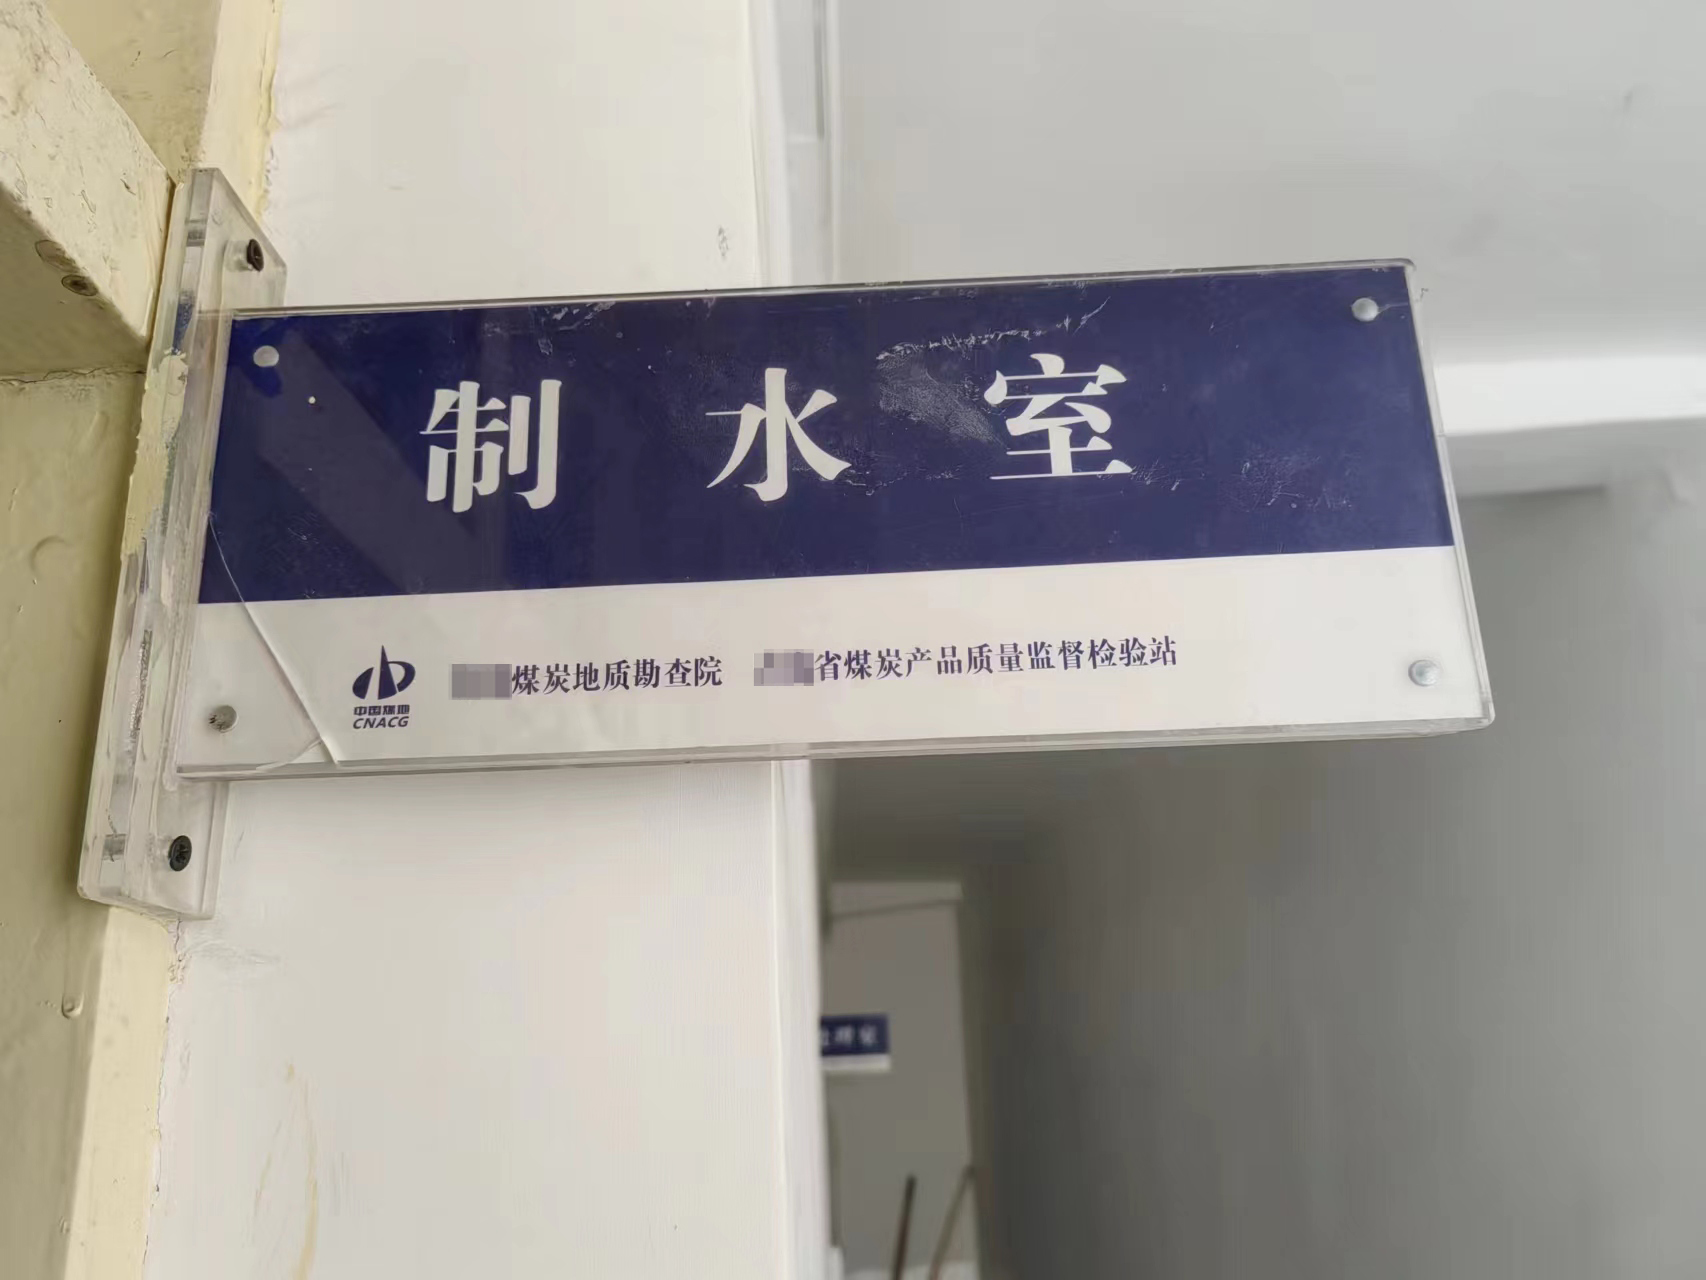 制水室
中国煤地
CNACG
煤炭地质勘查院 省煤炭产品质量监督检验站